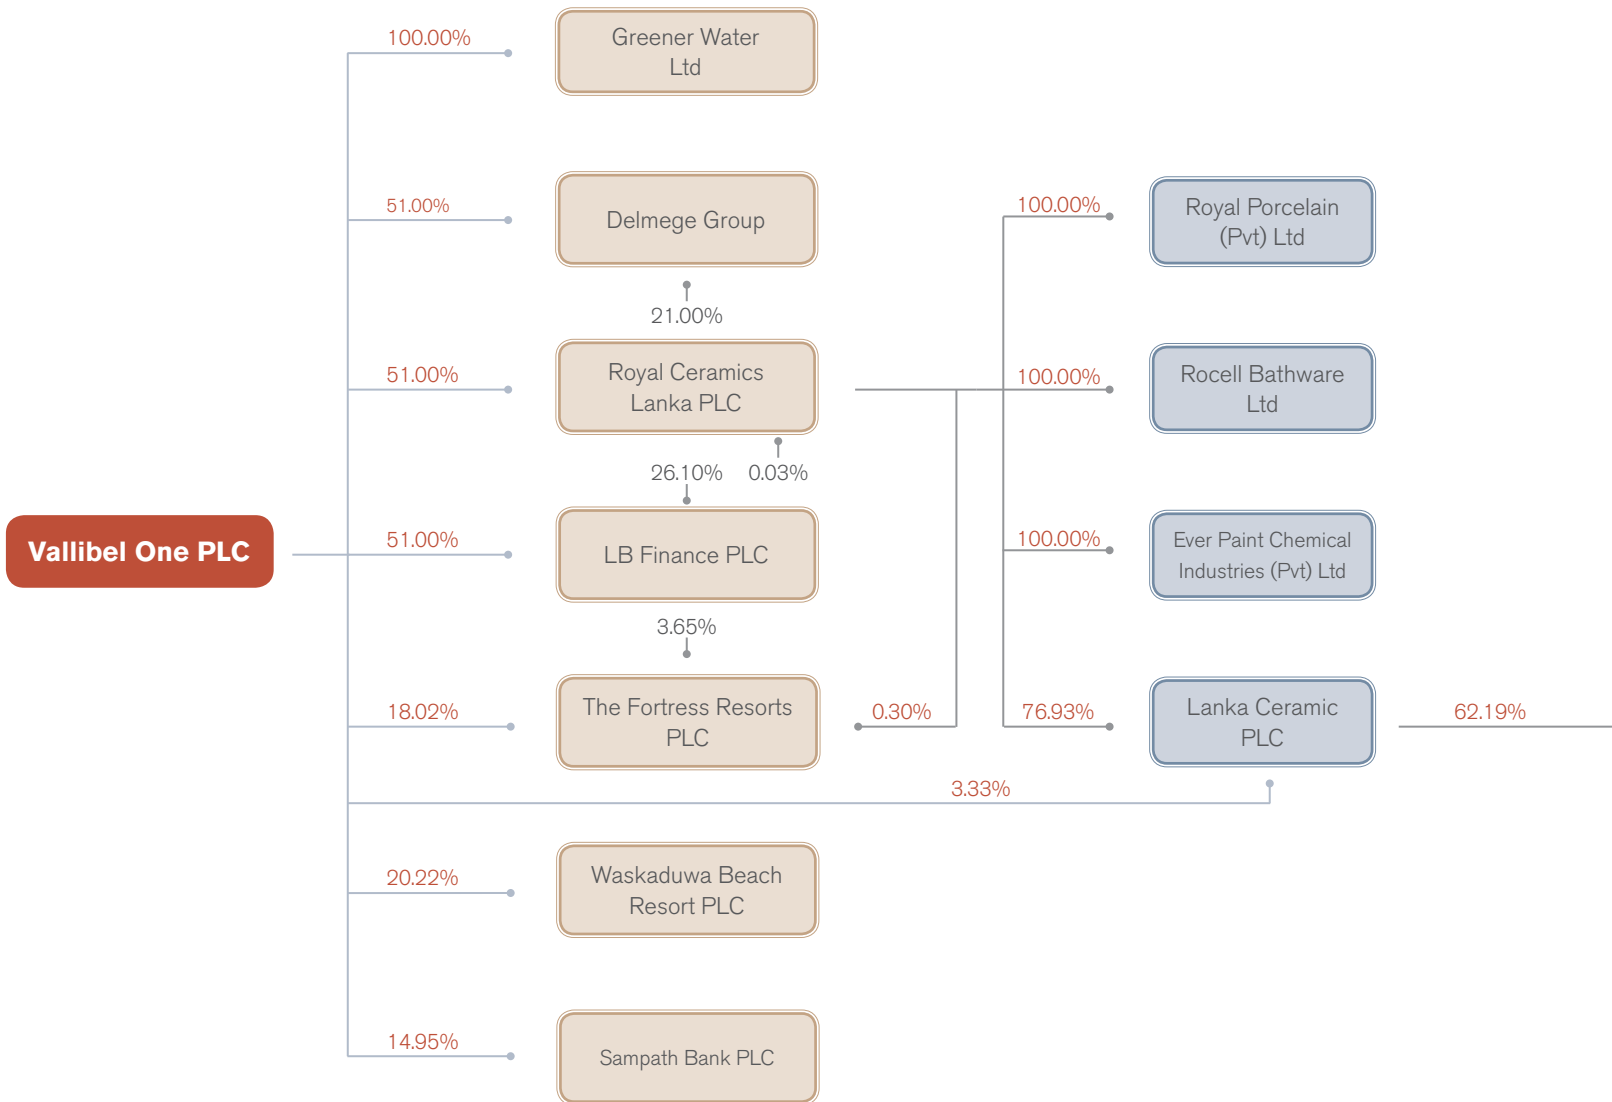 100.00%
Greener Water
Ltd
51.00%
Delmege Group
100.00%
Royal Porcelain
(Pvt) Ltd
21.00%
51.00%
Royal Ceramics
Lanka PLC
100.00%
Rocell Bathware
Ltd
26.10%
0.03%
Vallibel One PLC
51.00%
LB Finance PLC
100.00%
Ever Paint Chemical
Industries (Pvt) Ltd
3.65%
18.02%
The Fortress Resorts
PLC
0.30%
76.93%
Lanka Ceramic
PLC
62.19%
3.33%
20.22%
Waskaduwa Beach
Resort PLC
14.95%
Sampath Bank PLC